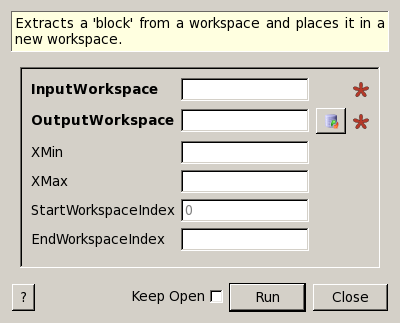 Extracts a 'block' from a workspace and places it in a
new workspace.
InputWorkspace
*
OutputWorkspace
*
XMin
XMax
StartWorkspaceIndex 0
EndWorkspaceIndex
? Keep Open Run Close